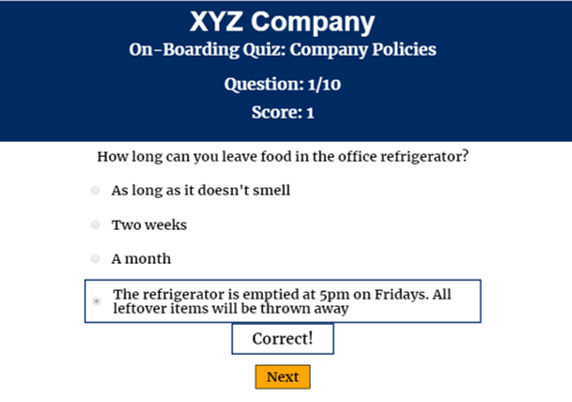 XYZ Company
On-Boarding Quiz: Company Policies
Question: 1/10
Score: 1
How long can you leave food in the office refrigerator?
As long as it doesn't smell
Two weeks
A month
The refrigerator is emptied at 5pm on Fridays. All
leftover items will be thrown away
Correct!
Next